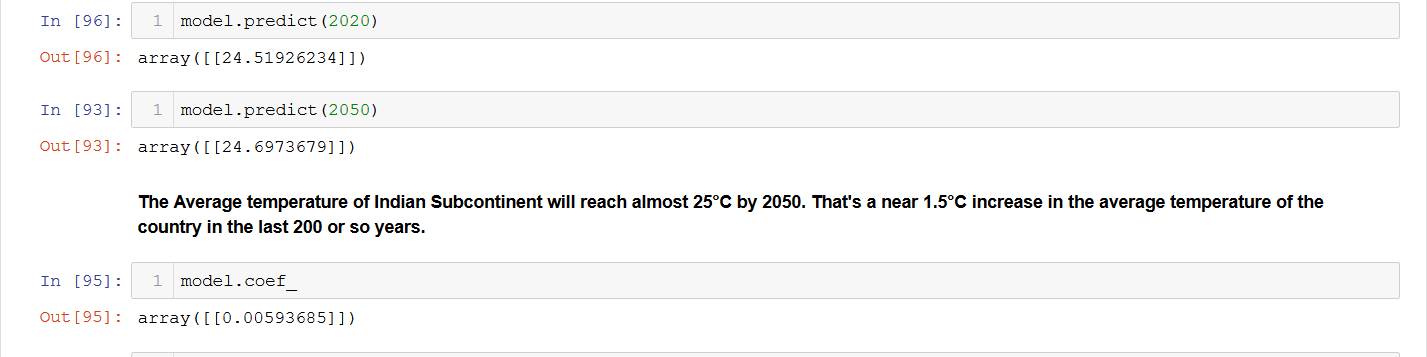 In [96]: 1 model.predict(2020)
Out[96]: array([[24.51926234]])
In [93]: 1 model.predict(2050)
Out[93]: array([[24.6973679]])
The Average temperature of Indian Subcontinent will reach almost 25°C by 2050. That's a near 1.5°C increase in the average temperature of the
country in the last 200 or so years.
In [95]: 1 model.coef_
Out[95]: array([[0.00593685]])